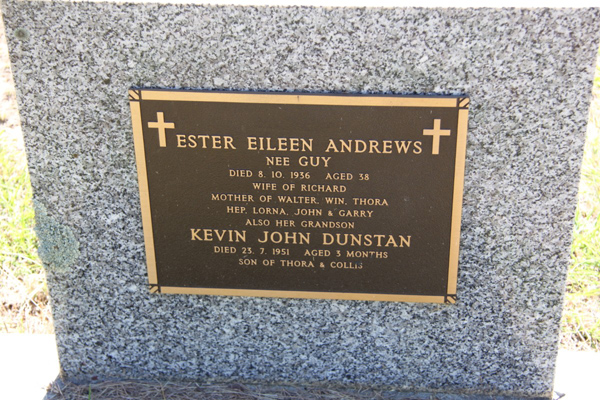 ESTER EILEEN ANDREWS
NEE GUY
DIED 8. 10. 1936 AGED 38
WIFE OF RICHARD
MOTHER OF WALTER, WIN, THORA
HEP, LORNA, JOHN & GARRY
ALSO HER GRANDSON
KEVIN JOHN DUNSTAN
DIED 23. 7. 1951 AGED 3 MONTHS
SON OF THORA &